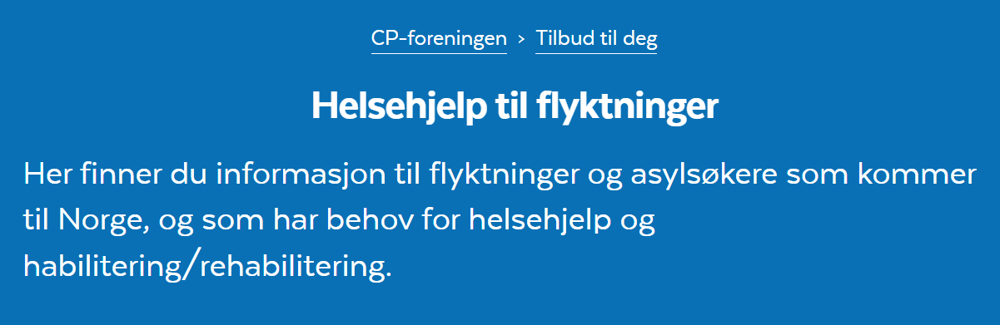 CP-foreningen › Tilbud til deg
Helsehjelp til flyktninger
Her finner du informasjon til flyktninger og asylsøkere som kommer
til Norge, og som har behov for helsehjelp og
habilitering/rehabilitering.